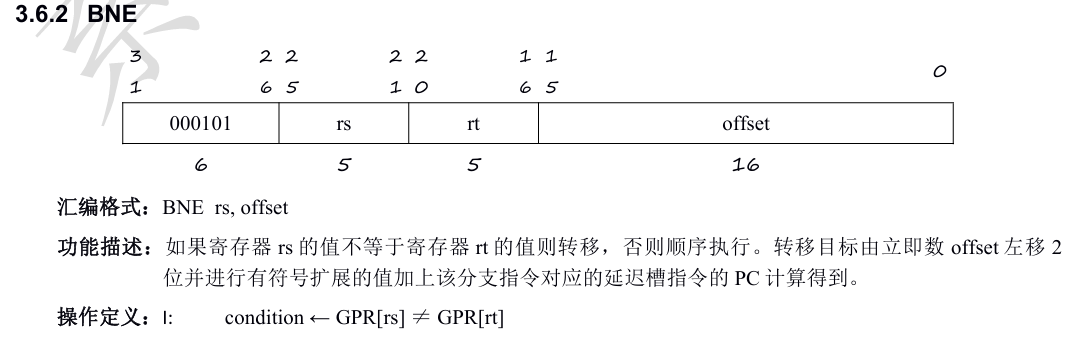 3.6.2 BNE
3 2 2 2 2 1 1
1 6 5 1 0 6 5 0
000101 rs rt offset
6 5 5 16
汇编格式：BNE rs, offset
功能描述：如果寄存器 rs 的值不等于寄存器 rt 的值则转移，否则顺序执行。转移目标由立即数 offset 左移 2
位并进行有符号扩展的值加上该分支指令对应的延迟槽指令的 PC 计算得到。
操作定义：I: condition ← GPR[rs] ≠ GPR[rt]